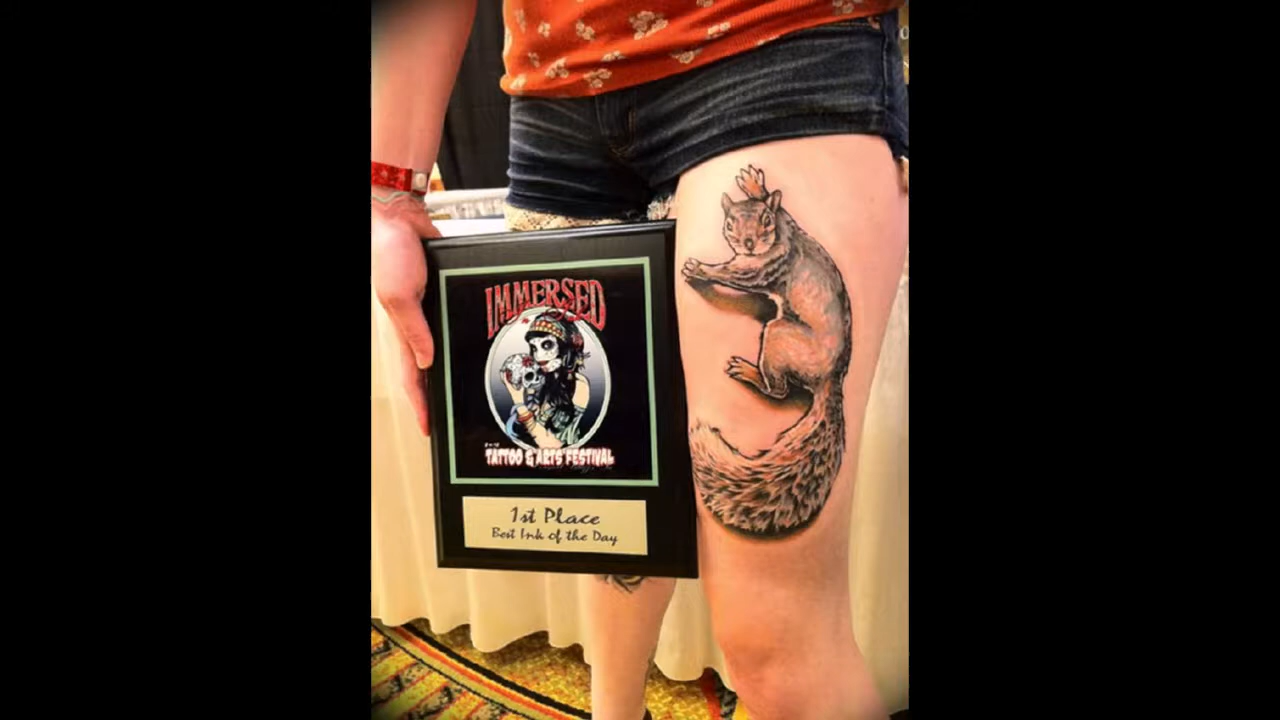 IMMERSED
TATTOO & ARTS FESTIVAL
1st Place
Best Ink of the Day